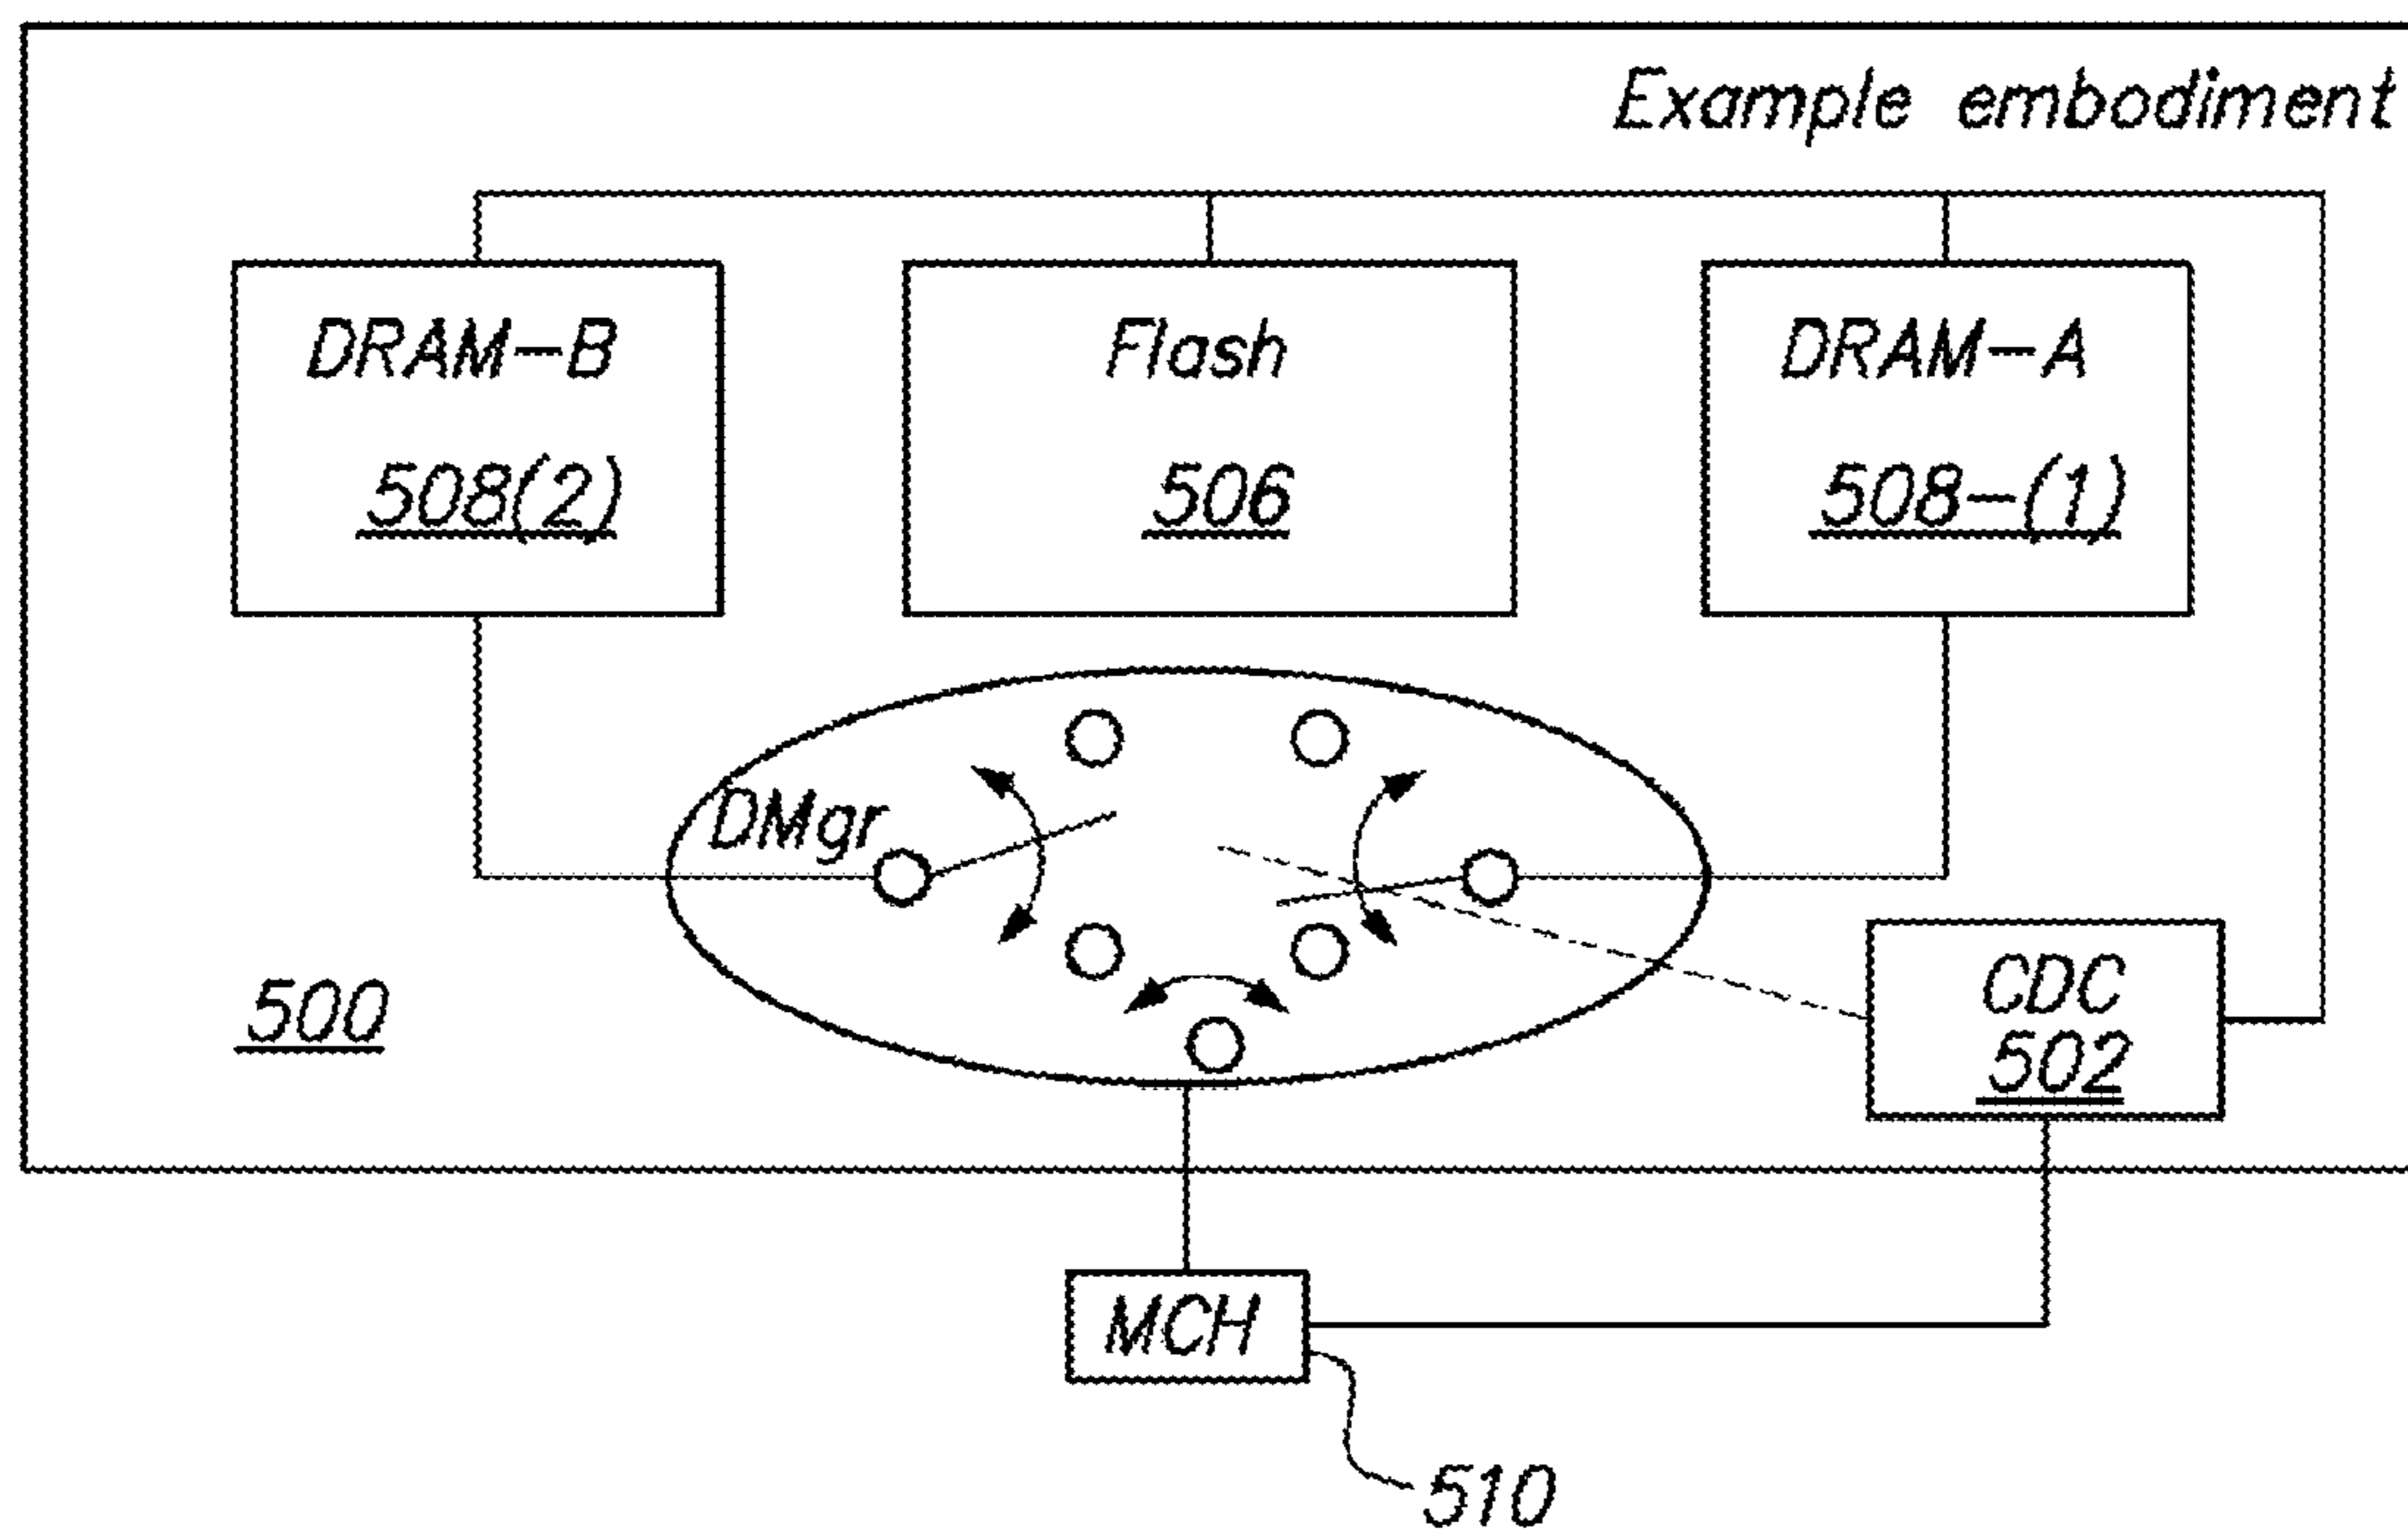 Example embodiment
DRAM-B
508(2)
Flash
506
DRAM-A
508-(1)
DMgr
500
CDC
502
MCH
510